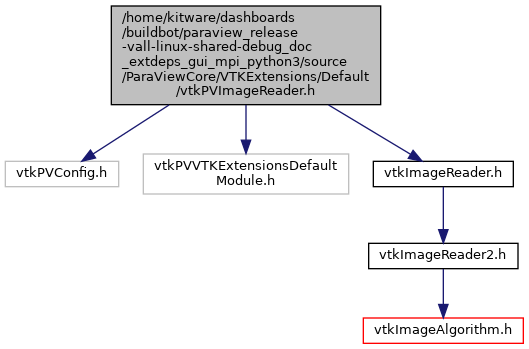 /home/kitware/dashboards
/buildbot/paraview_release
-vall-linux-shared-debug_doc
_extdeps_gui_mpi_python3/source
/ParaViewCore/VTKExtensions/Default
/vtkPVImageReader.h
vtkPVConfig.h
vtkPVVTKExtensionsDefault
Module.h
vtkImageReader.h
vtkImageReader2.h
vtkImageAlgorithm.h